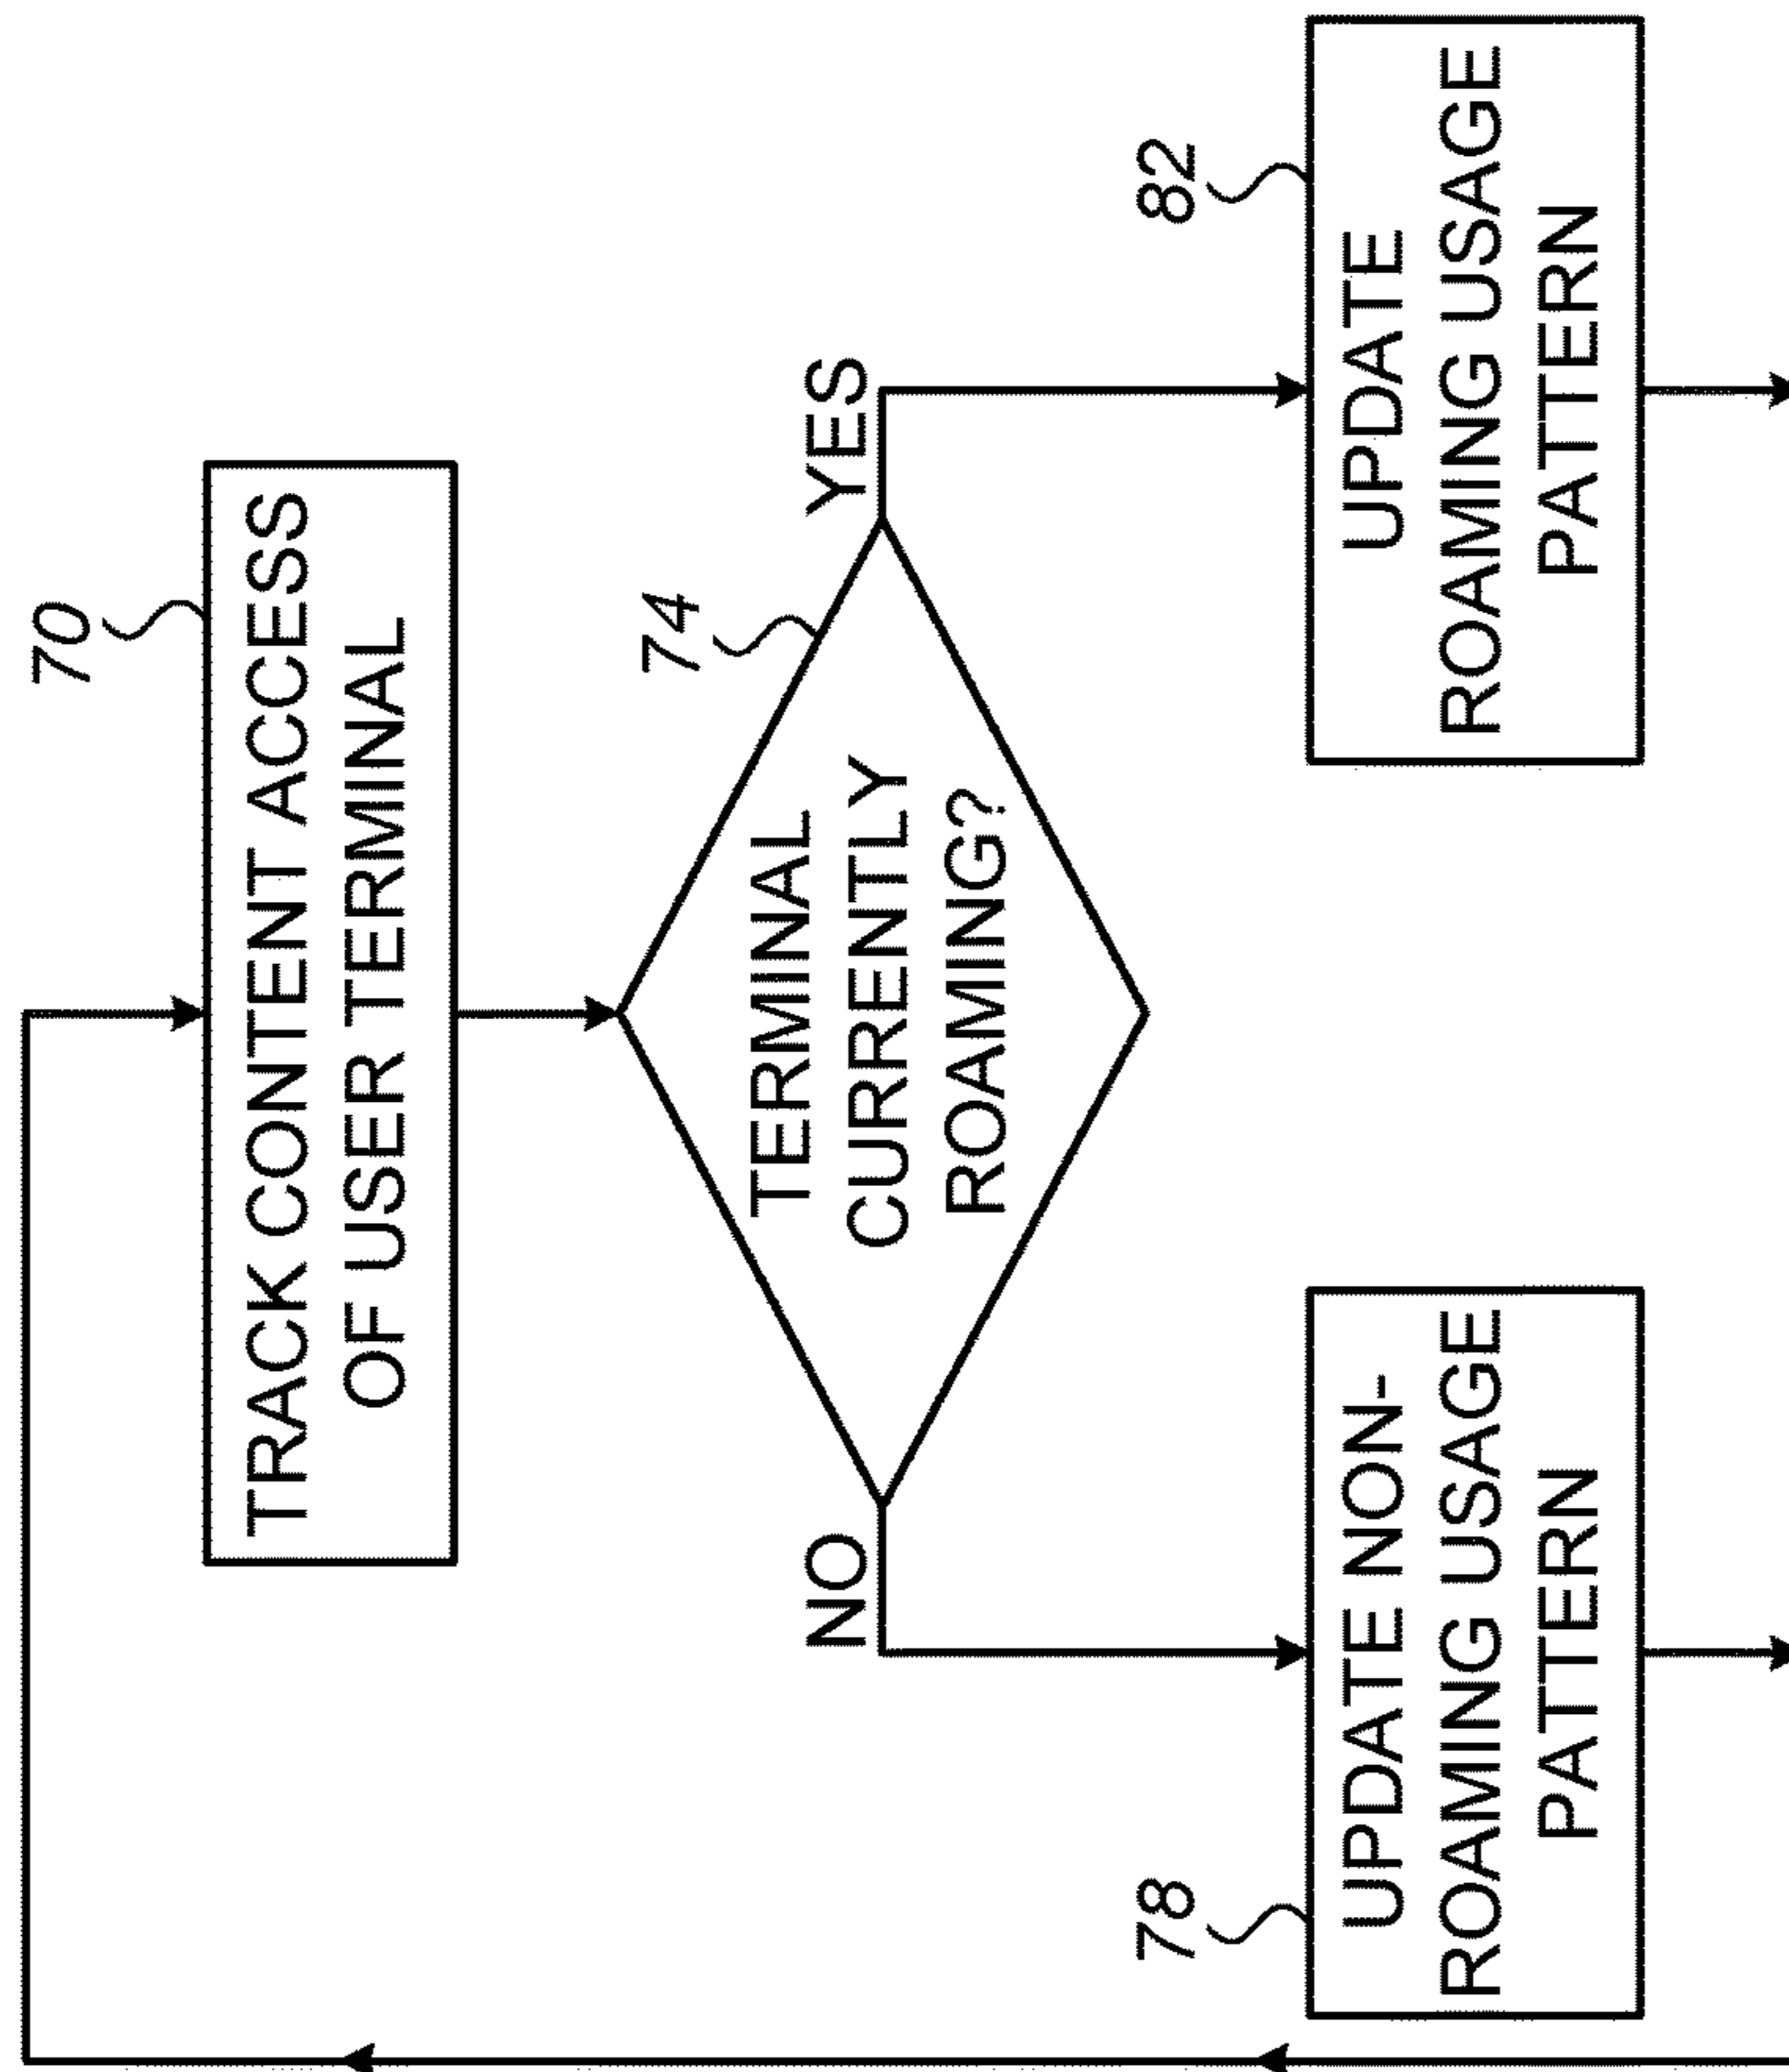 70
TRACK CONTENT ACCESS
OF USER TERMINAL
74
TERMINAL
CURRENTLY
ROAMING?
NO
YES
78
UPDATE NON-
ROAMING USAGE
PATTERN
82
UPDATE
ROAMING USAGE
PATTERN